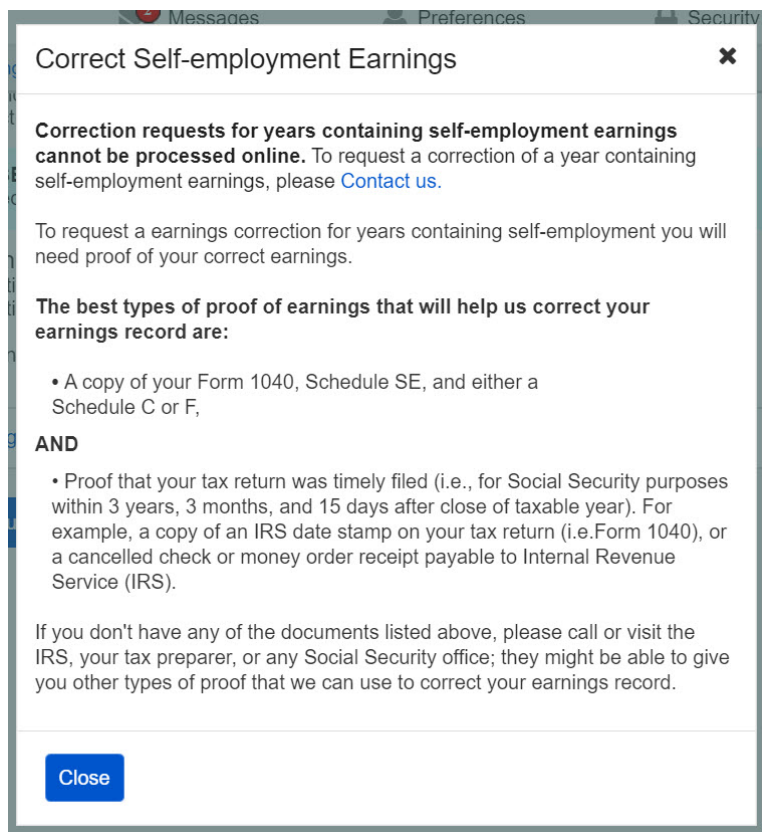 2
Messages
Preferences
Security
Correct Self-employment Earnings
Correction requests for years containing self-employment earnings
cannot be processed online. To request a correction of a year containing
self-employment earnings, please Contact us.
To request a earnings correction for years containing self-employment you will
need proof of your correct earnings.
The best types of proof of earnings that will help us correct your
earnings record are:
• A copy of your Form 1040, Schedule SE, and either a
Schedule C or F,
AND
• Proof that your tax return was timely filed (i.e., for Social Security purposes
within 3 years, 3 months, and 15 days after close of taxable year). For
example, a copy of an IRS date stamp on your tax return (i.e.Form 1040), or
a cancelled check or money order receipt payable to Internal Revenue
Service (IRS).
If you don't have any of the documents listed above, please call or visit the
IRS, your tax preparer, or any Social Security office; they might be able to give
you other types of proof that we can use to correct your earnings record.
Close